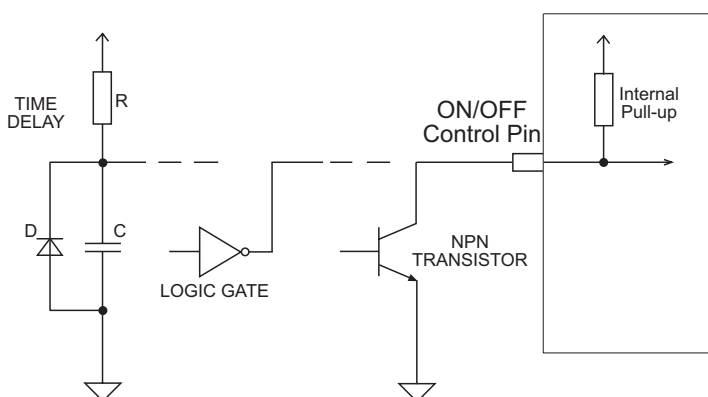 TIME
DELAY
R
D
C
LOGIC GATE
ON/OFF
Control Pin
NPN
TRANSISTOR
Internal
Pull-up